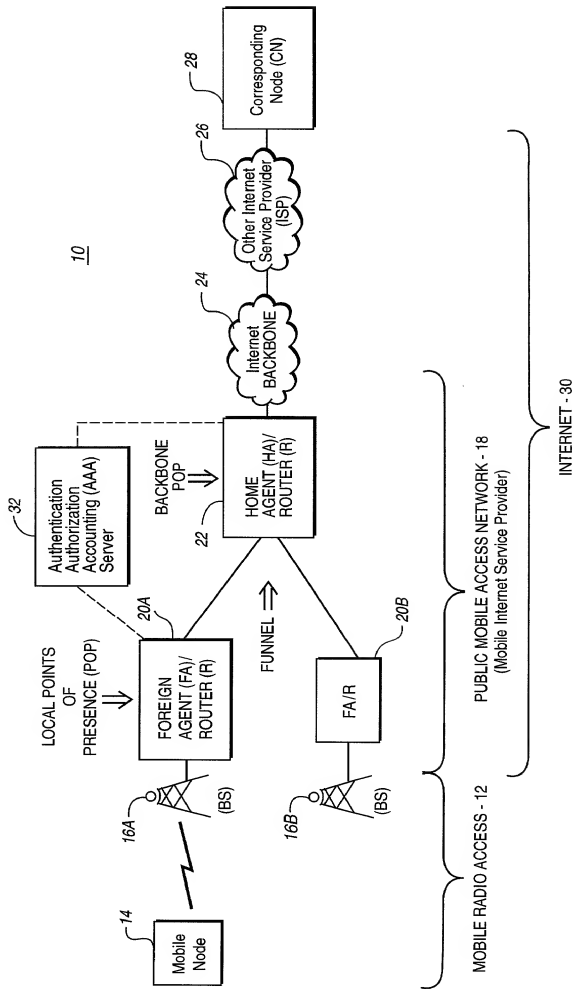 10
14
Mobile
Node
16A
(BS)
LOCAL POINTS
OF
PRESENCE (POP)
FOREIGN
AGENT (FA)/
ROUTER (R)
20A
32
Authentication
Authorization
Accounting (AAA)
Server
BACKBONE
POP
22
HOME
AGENT (HA)/
ROUTER (R)
24
Internet
BACKBONE
26
Other Internet
Service Provider
(ISP)
28
Corresponding
Node (CN)
FUNNEL
16B
(BS)
FA/R
20B
MOBILE RADIO ACCESS - 12
PUBLIC MOBILE ACCESS NETWORK - 18
(Mobile Internet Service Provider)
INTERNET - 30